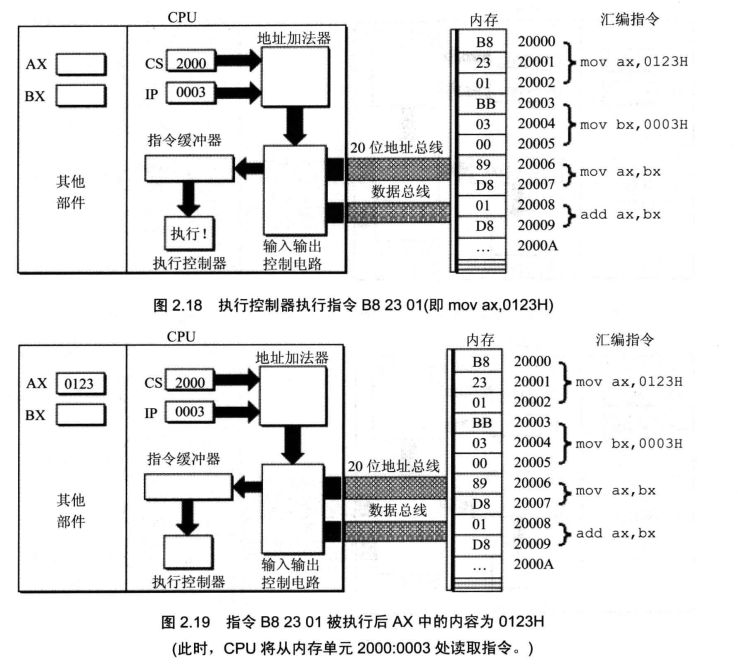 CPU
内存 汇编指令
地址加法器
AX
CS 2000
BX
IP 0003
指令缓冲器
20 位地址总线
数据总线
其他
部件
执行！
执行控制器
输入输出
控制电路
B8 20000
23 20001 mov ax,0123H
01 20002
BB 20003
03 20004 mov bx,0003H
00 20005
89 20006 mov ax,bx
D8 20007
01 20008 add ax,bx
D8 20009
… 2000A
图 2.18 执行控制器执行指令 B8 23 01(即 mov ax,0123H)
CPU
内存 汇编指令
地址加法器
AX 0123
CS 2000
BX
IP 0003
指令缓冲器
20 位地址总线
数据总线
其他
部件
执行控制器
输入输出
控制电路
B8 20000
23 20001 mov ax,0123H
01 20002
BB 20003
03 20004 mov bx,0003H
00 20005
89 20006 mov ax,bx
D8 20007
01 20008 add ax,bx
D8 20009
… 2000A
图 2.19 指令 B8 23 01 被执行后 AX 中的内容为 0123H
(此时，CPU 将从内存单元 2000:0003 处读取指令。)